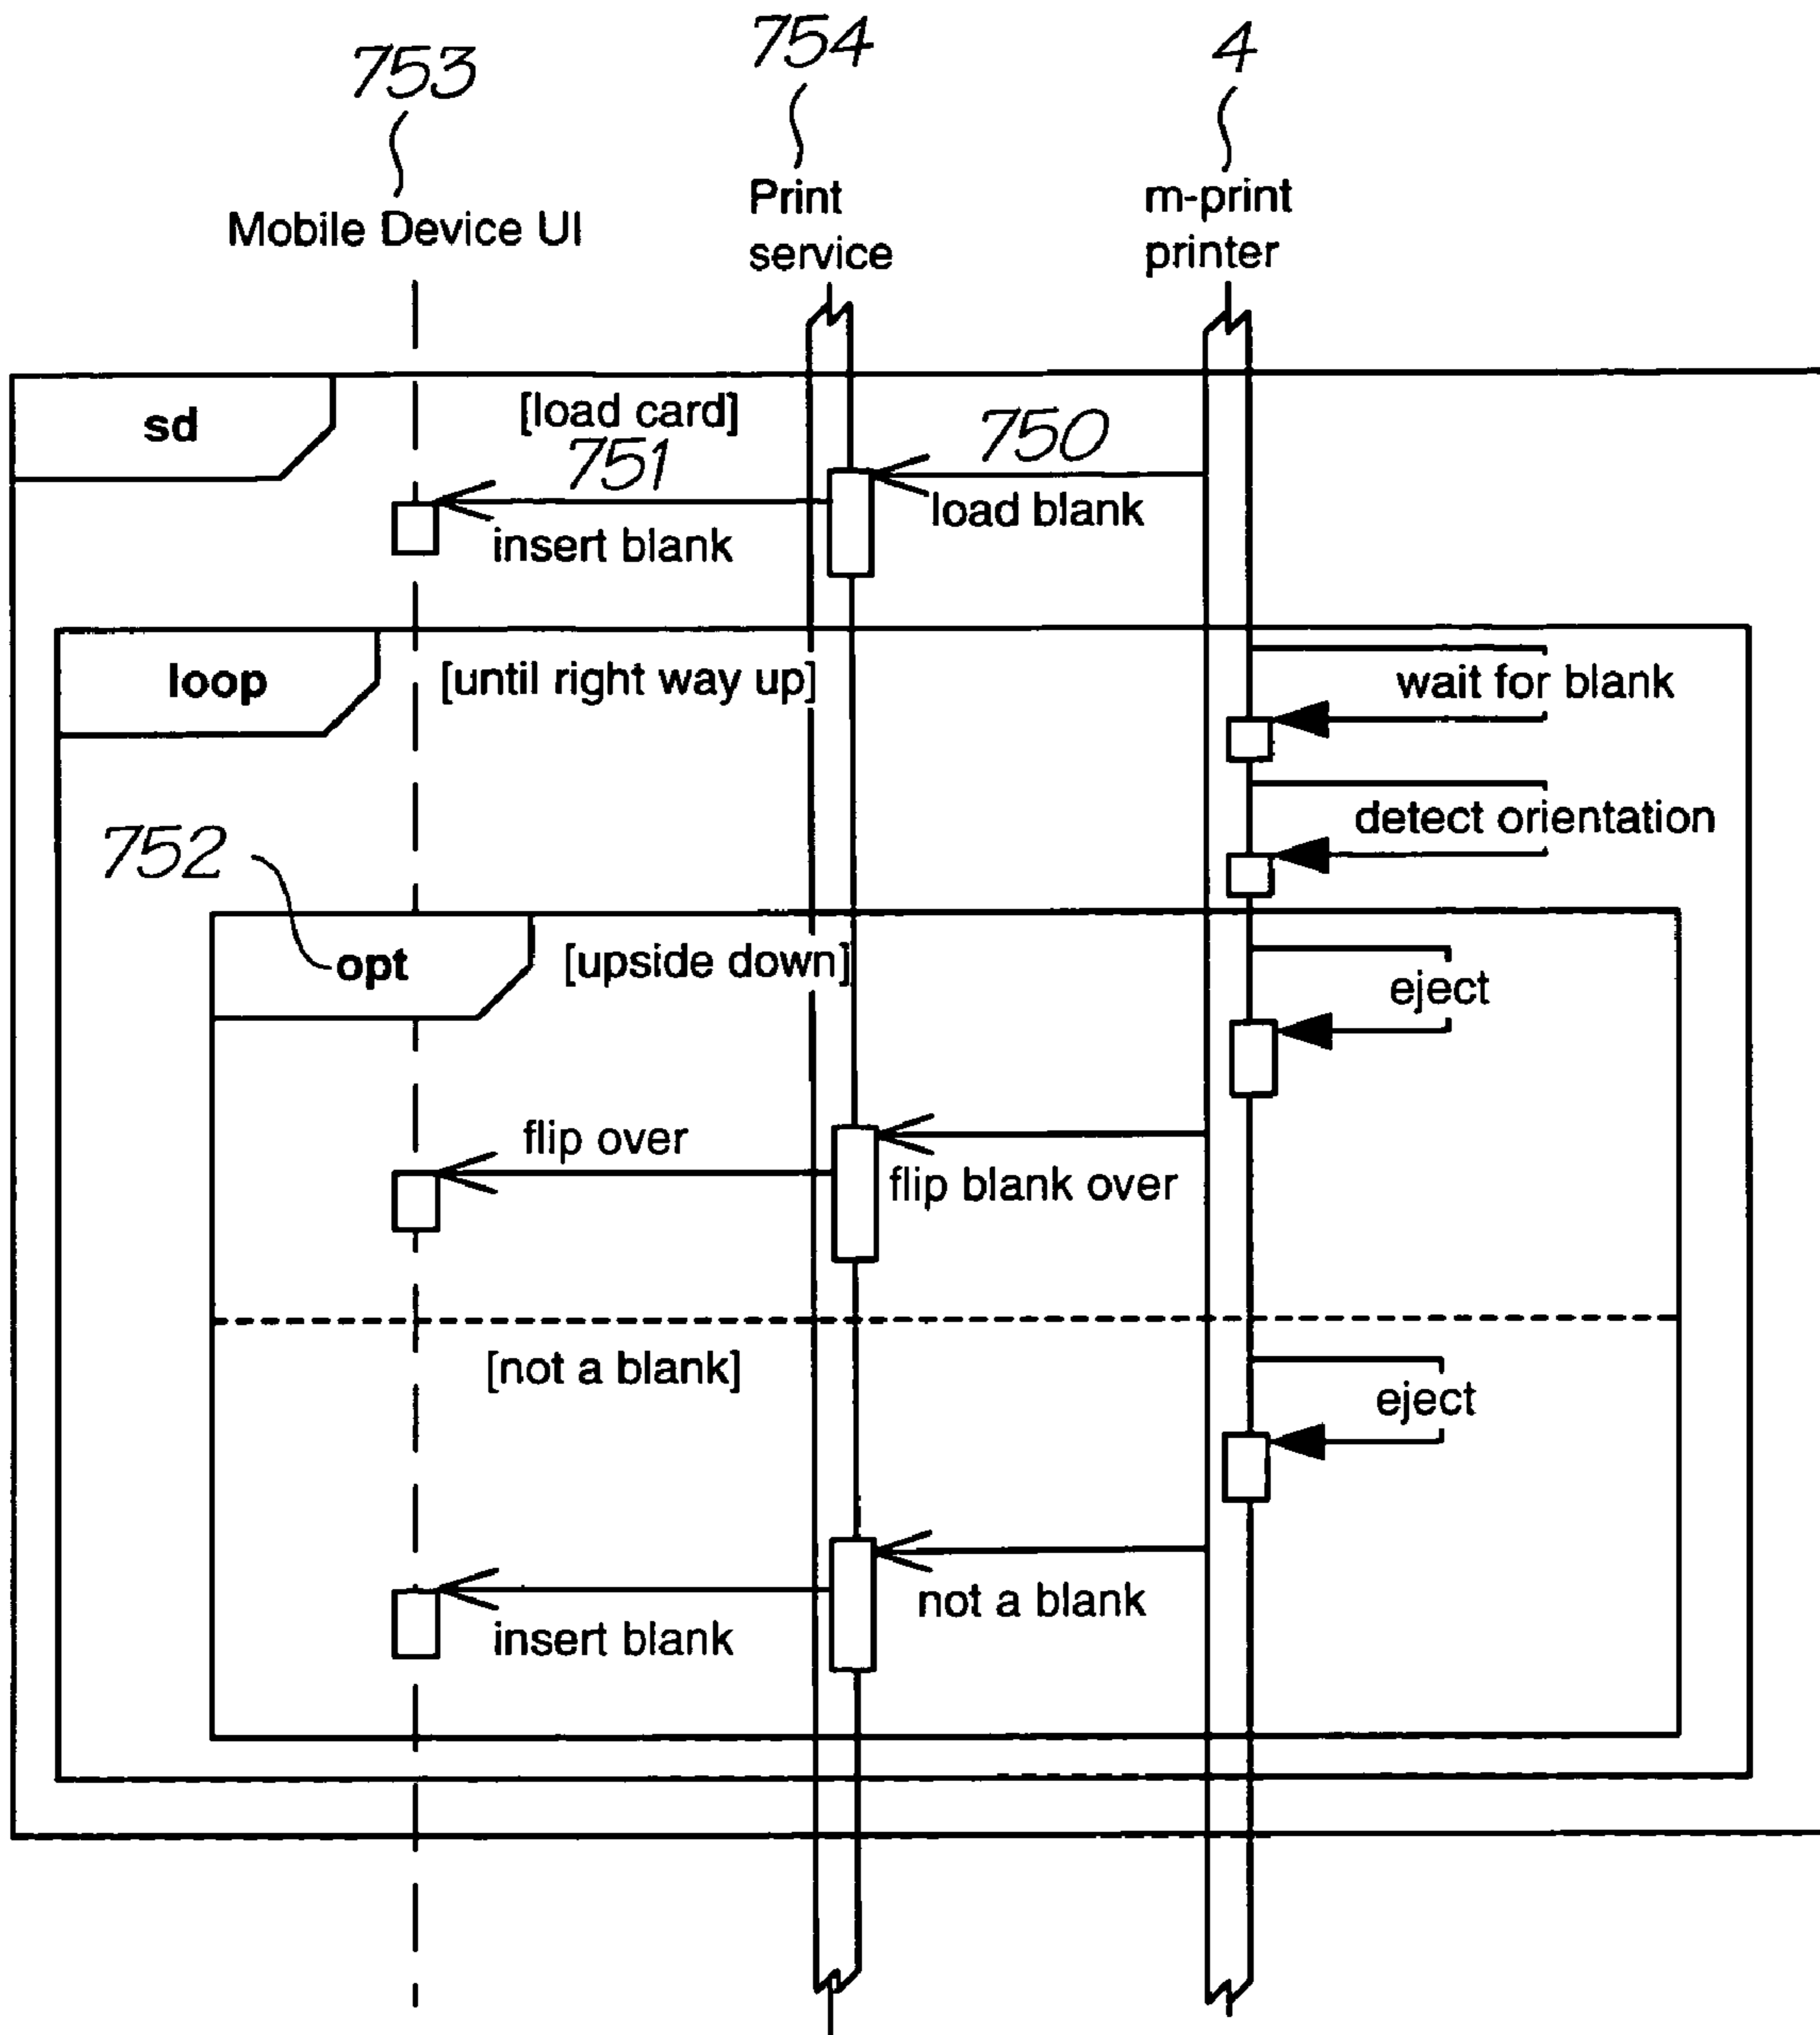 753
754
4
Mobile Device UI
Print
service
m-print
printer
sd
[load card]
751
750
insert blank
load blank
loop
[until right way up]
wait for blank
detect orientation
752
opt
[upside down]
eject
flip over
flip blank over
[not a blank]
eject
not a blank
insert blank